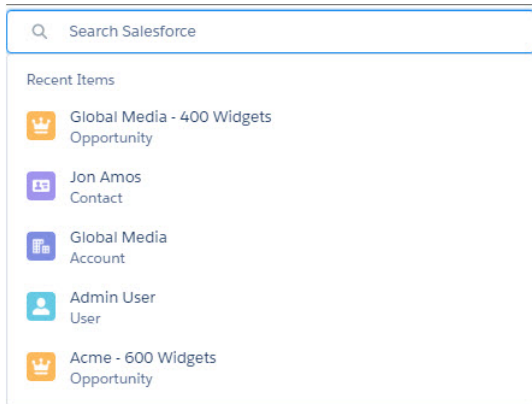 Search Salesforce
Recent Items
Global Media - 400 Widgets
Opportunity
Jon Amos
Contact
Global Media
Account
Admin User
User
Acme - 600 Widgets
Opportunity